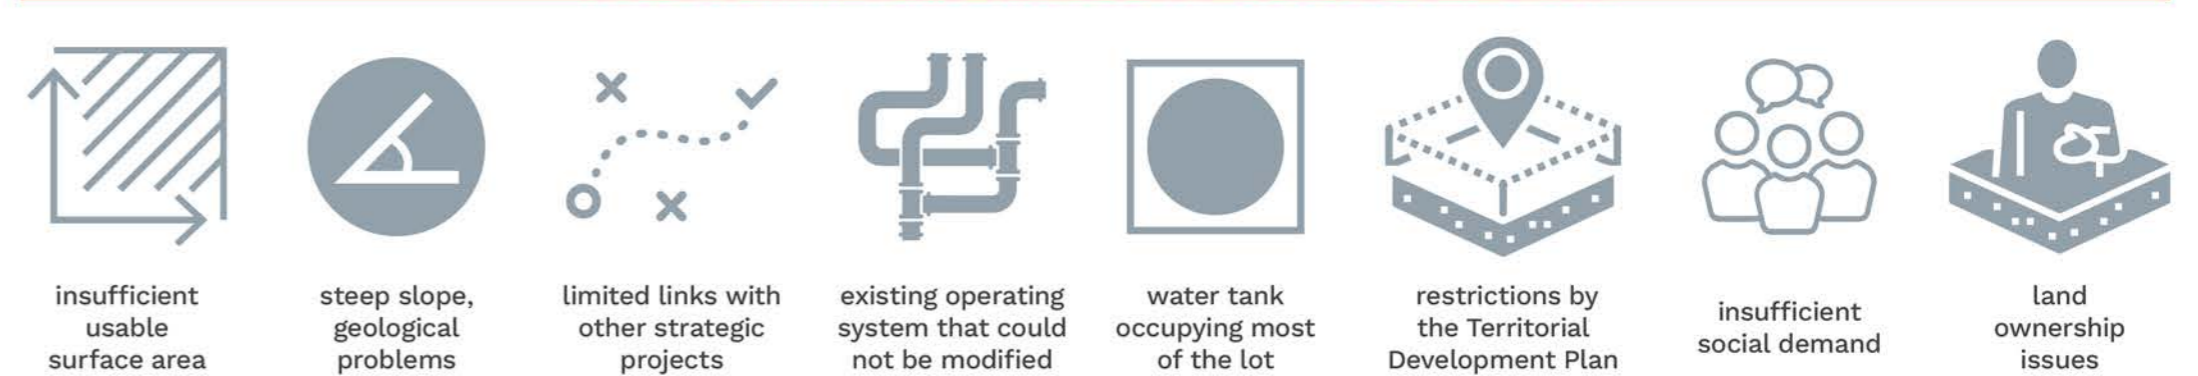 insufficient
usable
surface area
steep slope,
geological
problems
limited links with
other strategic
projects
existing operating
system that could
not be modified
water tank
occupying most
of the lot
restrictions by
the Territorial
Development Plan
insufficient
social demand
land
ownership
issues